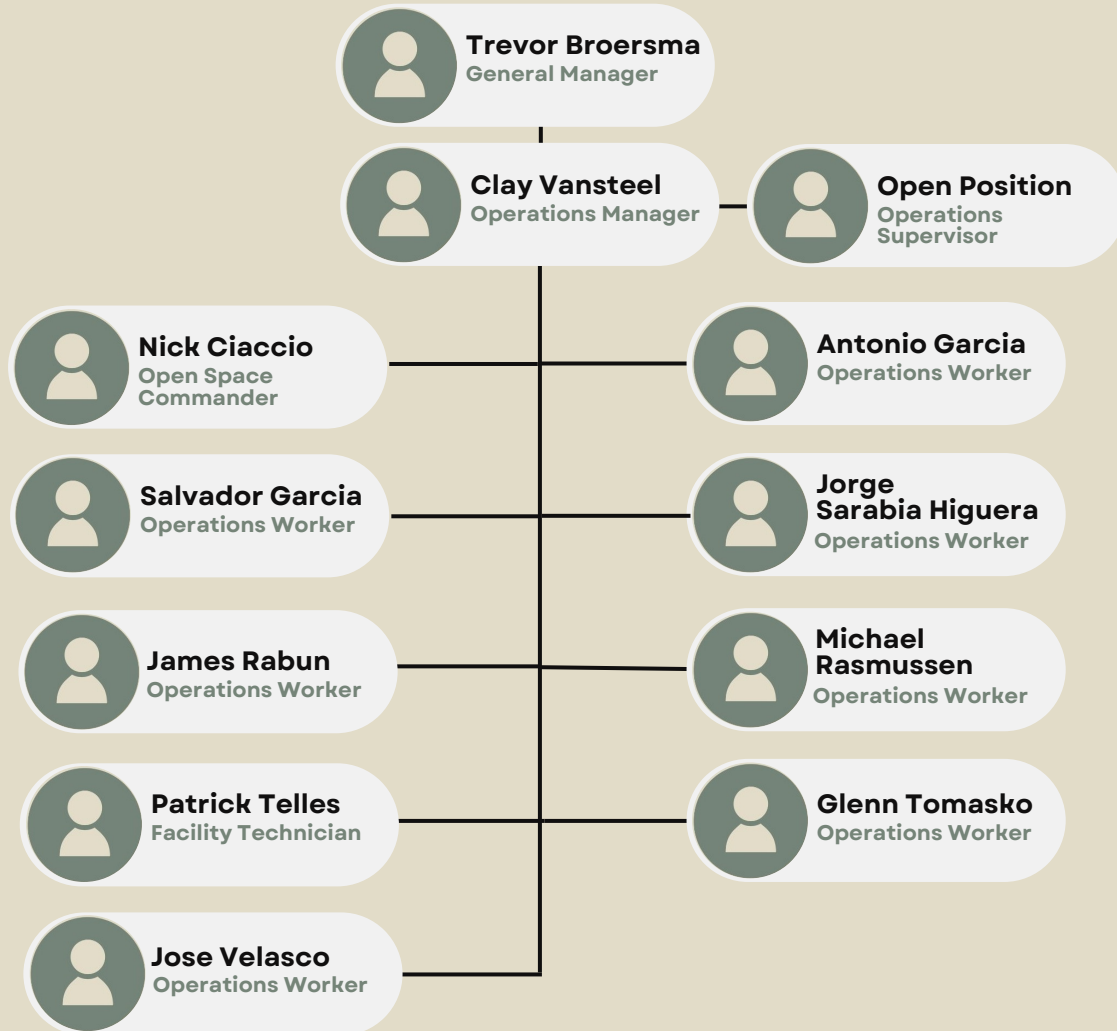 Trevor Broersma
General Manager
Clay Vansteel
Operations Manager
Open Position
Operations
Supervisor
Nick Ciaccio
Open Space
Commander
Antonio Garcia
Operations Worker
Salvador Garcia
Operations Worker
Jorge
Sarabia Higuera
Operations Worker
James Rabun
Operations Worker
Michael
Rasmussen
Operations Worker
Patrick Telles
Facility Technician
Glenn Tomasko
Operations Worker
Jose Velasco
Operations Worker